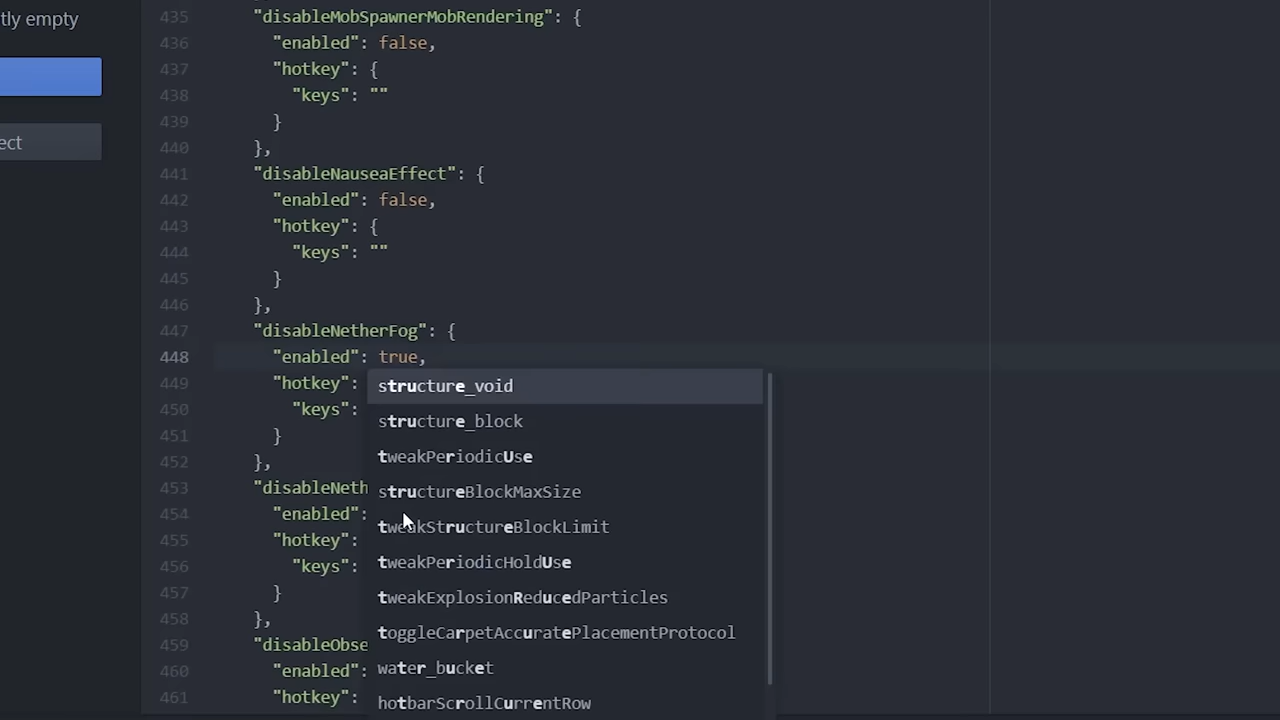 tly empty
ect
435 "disableMobSpawnerMobRendering": {
436 "enabled": false,
437 "hotkey": {
438 "keys": ""
439 }
440 },
441 "disableNauseaEffect": {
442 "enabled": false,
443 "hotkey": {
444 "keys": ""
445 }
446 },
447 "disableNetherFog": {
448 "enabled": true,
449 "hotkey":
450 "keys":
451 }
452 },
453 "disableNeth
454 "enabled":
455 "hotkey":
456 "keys":
457 }
458 },
459 "disableObse
460 "enabled":
461 "hotkey":
structure_void
structure_block
tweakPeriodicUse
structureBlockMaxSize
tweakStructureBlockLimit
tweakPeriodicHoldUse
tweakExplosionReducedParticles
toggleCarpetAccuratePlacementProtocol
water_bucket
hotbarScrollCurrentRow